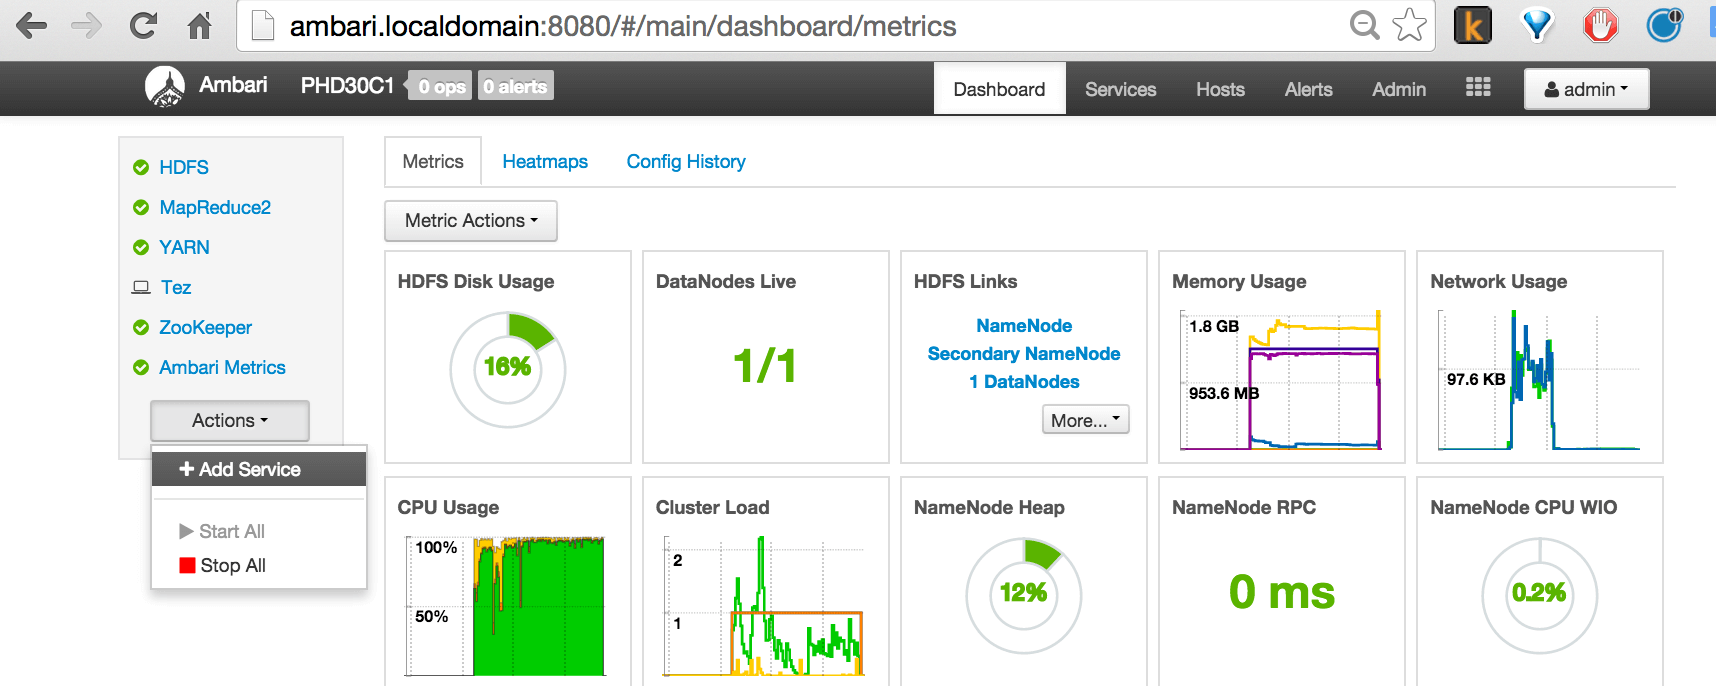 ambari.localdomain:8080/#/main/dashboard/metrics
k
Ambari PHD30C1 0 ops 0 alerts Dashboard Services Hosts Alerts Admin admin
HDFS
MapReduce2
YARN
Tez
ZooKeeper
Ambari Metrics
Actions
+ Add Service
Start All
Stop All
Metrics Heatmaps Config History
Metric Actions
HDFS Disk Usage
16%
DataNodes Live
1/1
HDFS Links
NameNode
Secondary NameNode
1 DataNodes
More...
Memory Usage
1.8 GB
953.6 MB
Network Usage
97.6 KB
CPU Usage
100%
50%
Cluster Load
2
1
NameNode Heap
12%
NameNode RPC
0 ms
NameNode CPU WIO
0.2%